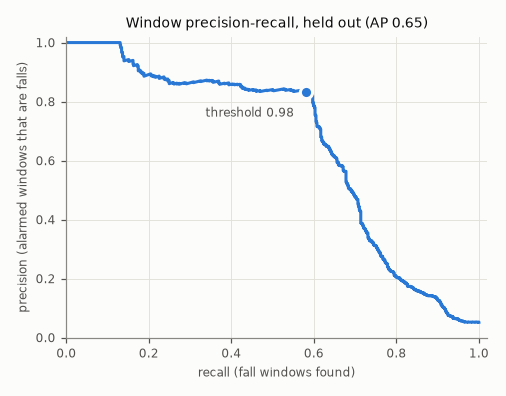 Window precision-recall, held out (AP 0.65)
precision (alarmed windows that are falls)
1.0
0.8
0.6
0.4
0.2
0.0
threshold 0.98
0.0 0.2 0.4 0.6 0.8 1.0
recall (fall windows found)